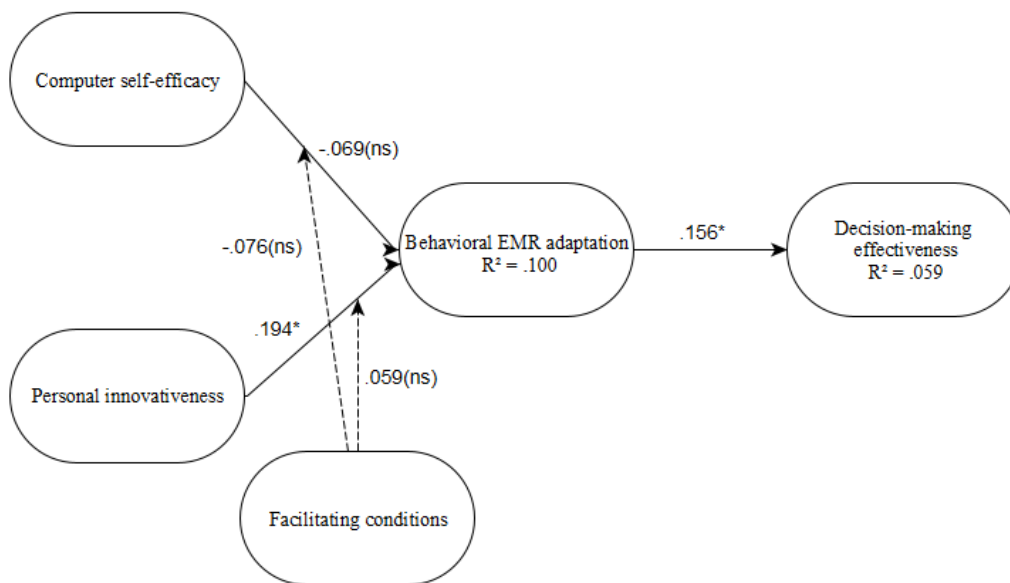 Computer self-efficacy
-.069(ns)
-.076(ns)
Behavioral EMR adaptation
R² = .100
.156*
Decision-making
effectiveness
R² = .059
.194*
.059(ns)
Personal innovativeness
Facilitating conditions